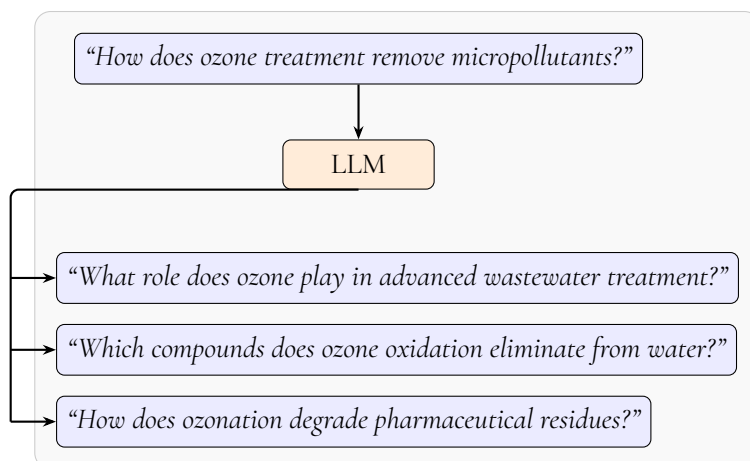 “How does ozone treatment remove micropollutants?”
LLM
“What role does ozone play in advanced wastewater treatment?”
“Which compounds does ozone oxidation eliminate from water?”
“How does ozonation degrade pharmaceutical residues?”